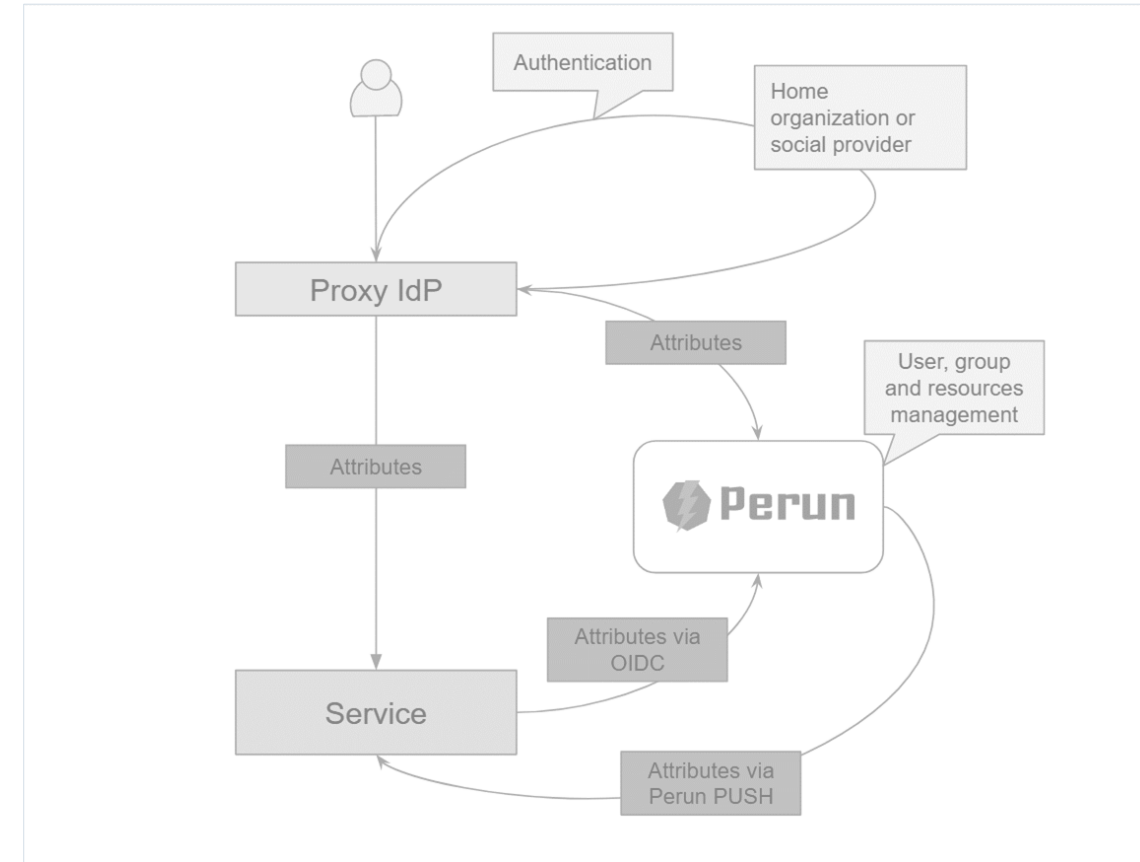 Authentication
Home
organization or
social provider
Proxy IdP
Attributes
User, group
and resources
management
Attributes
Perun
Attributes via
OIDC
Service
Attributes via
Perun PUSH